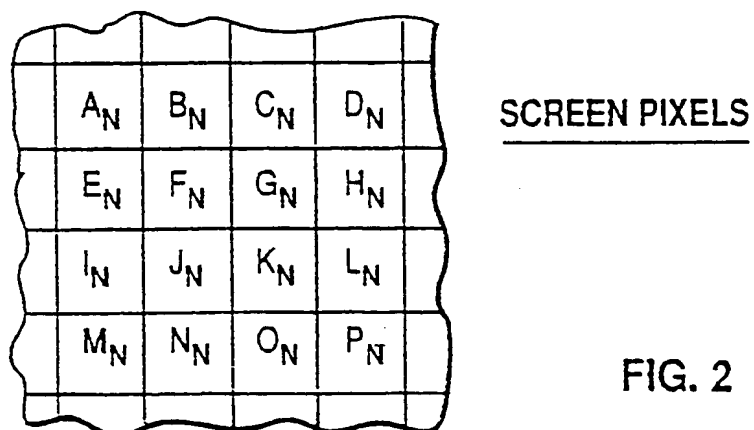 A_N B_N C_N D_N
SCREEN PIXELS
E_N F_N G_N H_N
I_N J_N K_N L_N
M_N N_N O_N P_N
FIG. 2